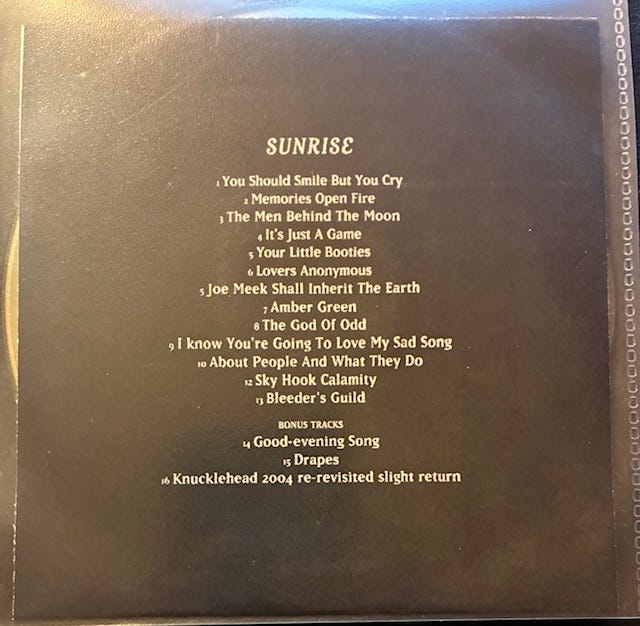 SUNRISE
1 You Should Smile But You Cry
2 Memories Open Fire
3 The Men Behind The Moon
4 It's Just A Game
5 Your Little Booties
6 Lovers Anonymous
5 Joe Meek Shall Inherit The Earth
7 Amber Green
8 The God Of Odd
9 I know You're Going To Love My Sad Song
10 About People And What They Do
12 Sky Hook Calamity
13 Bleeder's Guild
BONUS TRACKS
14 Good-evening Song
15 Drapes
16 Knucklehead 2004 re-revisited slight return